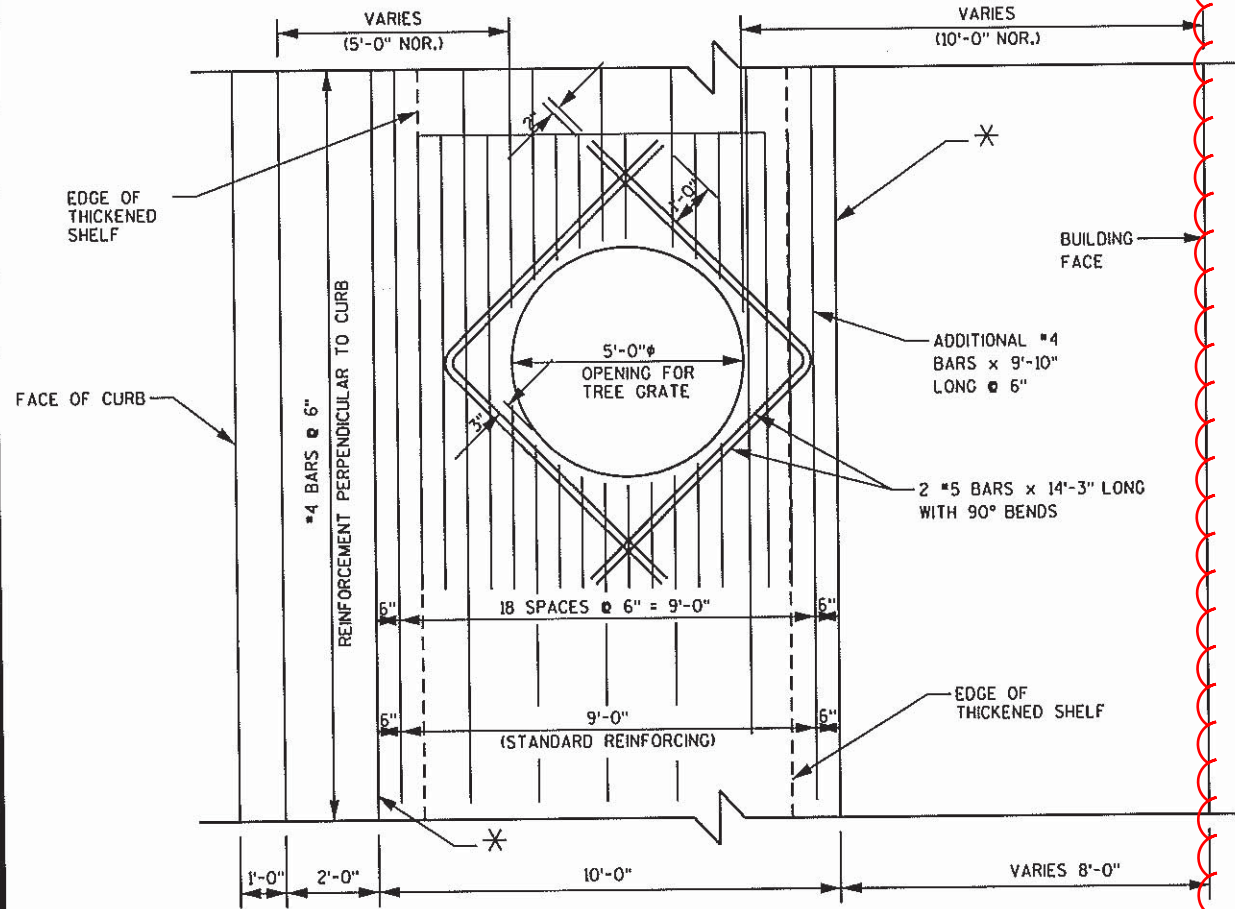 VARIES
(5'-0" NOR.)
VARIES
(10'-0" NOR.)
2"
1'-0"
EDGE OF
THICKENED
SHELF
BUILDING
FACE
#4 BARS @ 6"
REINFORCEMENT PERPENDICULAR TO CURB
5'-0"ϕ
OPENING FOR
TREE GRATE
ADDITIONAL #4
BARS x 9'-10"
LONG @ 6"
FACE OF CURB
3"
2 #5 BARS x 14'-3" LONG
WITH 90° BENDS
6"
18 SPACES @ 6" = 9'-0"
6"
EDGE OF
THICKENED SHELF
6"
9'-0"
6"
(STANDARD REINFORCING)
1'-0"
2'-0"
10'-0"
VARIES 8'-0"